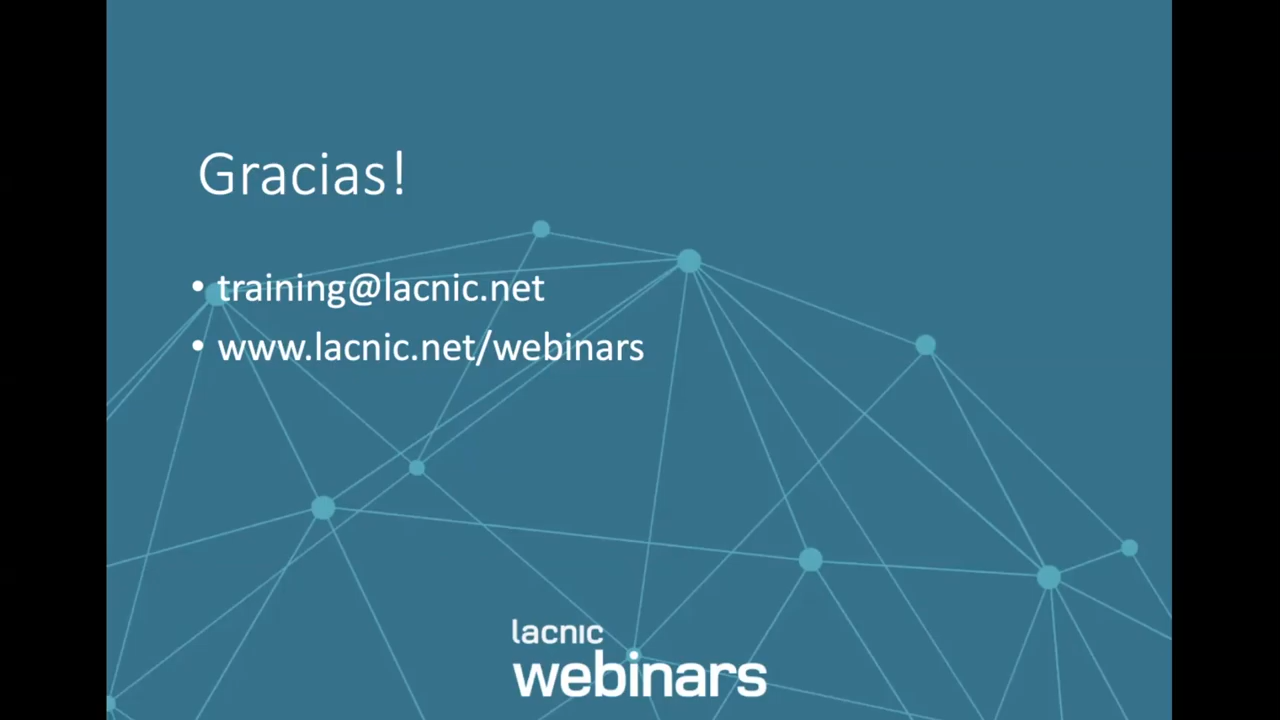 Gracias!
• training@lacnic.net
• www.lacnic.net/webinars
lacnic
webinars